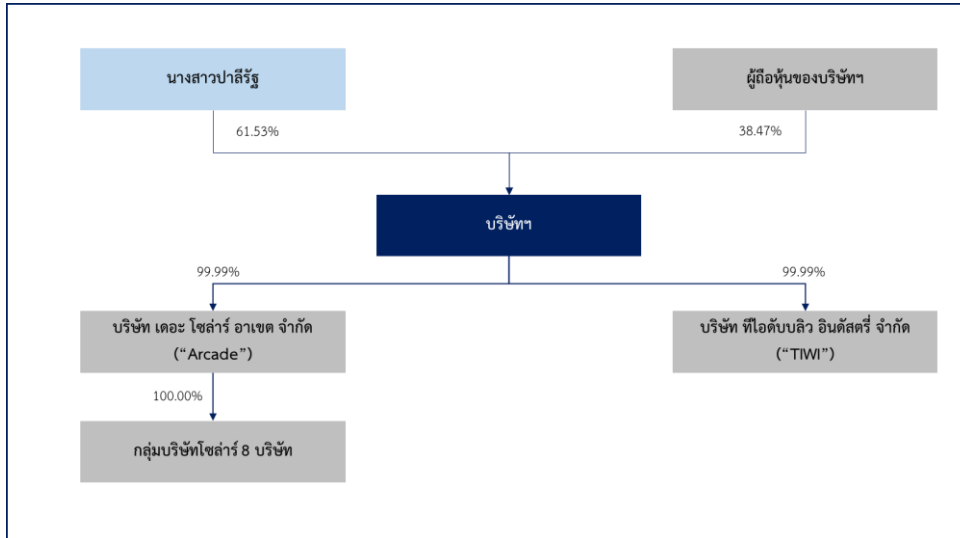 นางสาวปาลีรัฐ
ผู้ถือหุ้นของบริษัทฯ
61.53%
38.47%
บริษัทฯ
99.99%
99.99%
บริษัท เดอะ โซล่าร์ อาเขต จำกัด
(“Arcade”)
บริษัท ทีไอดับบลิว อินดัสตรี่ จำกัด
(“TIWI”)
100.00%
กลุ่มบริษัทโซล่าร์ 8 บริษัท